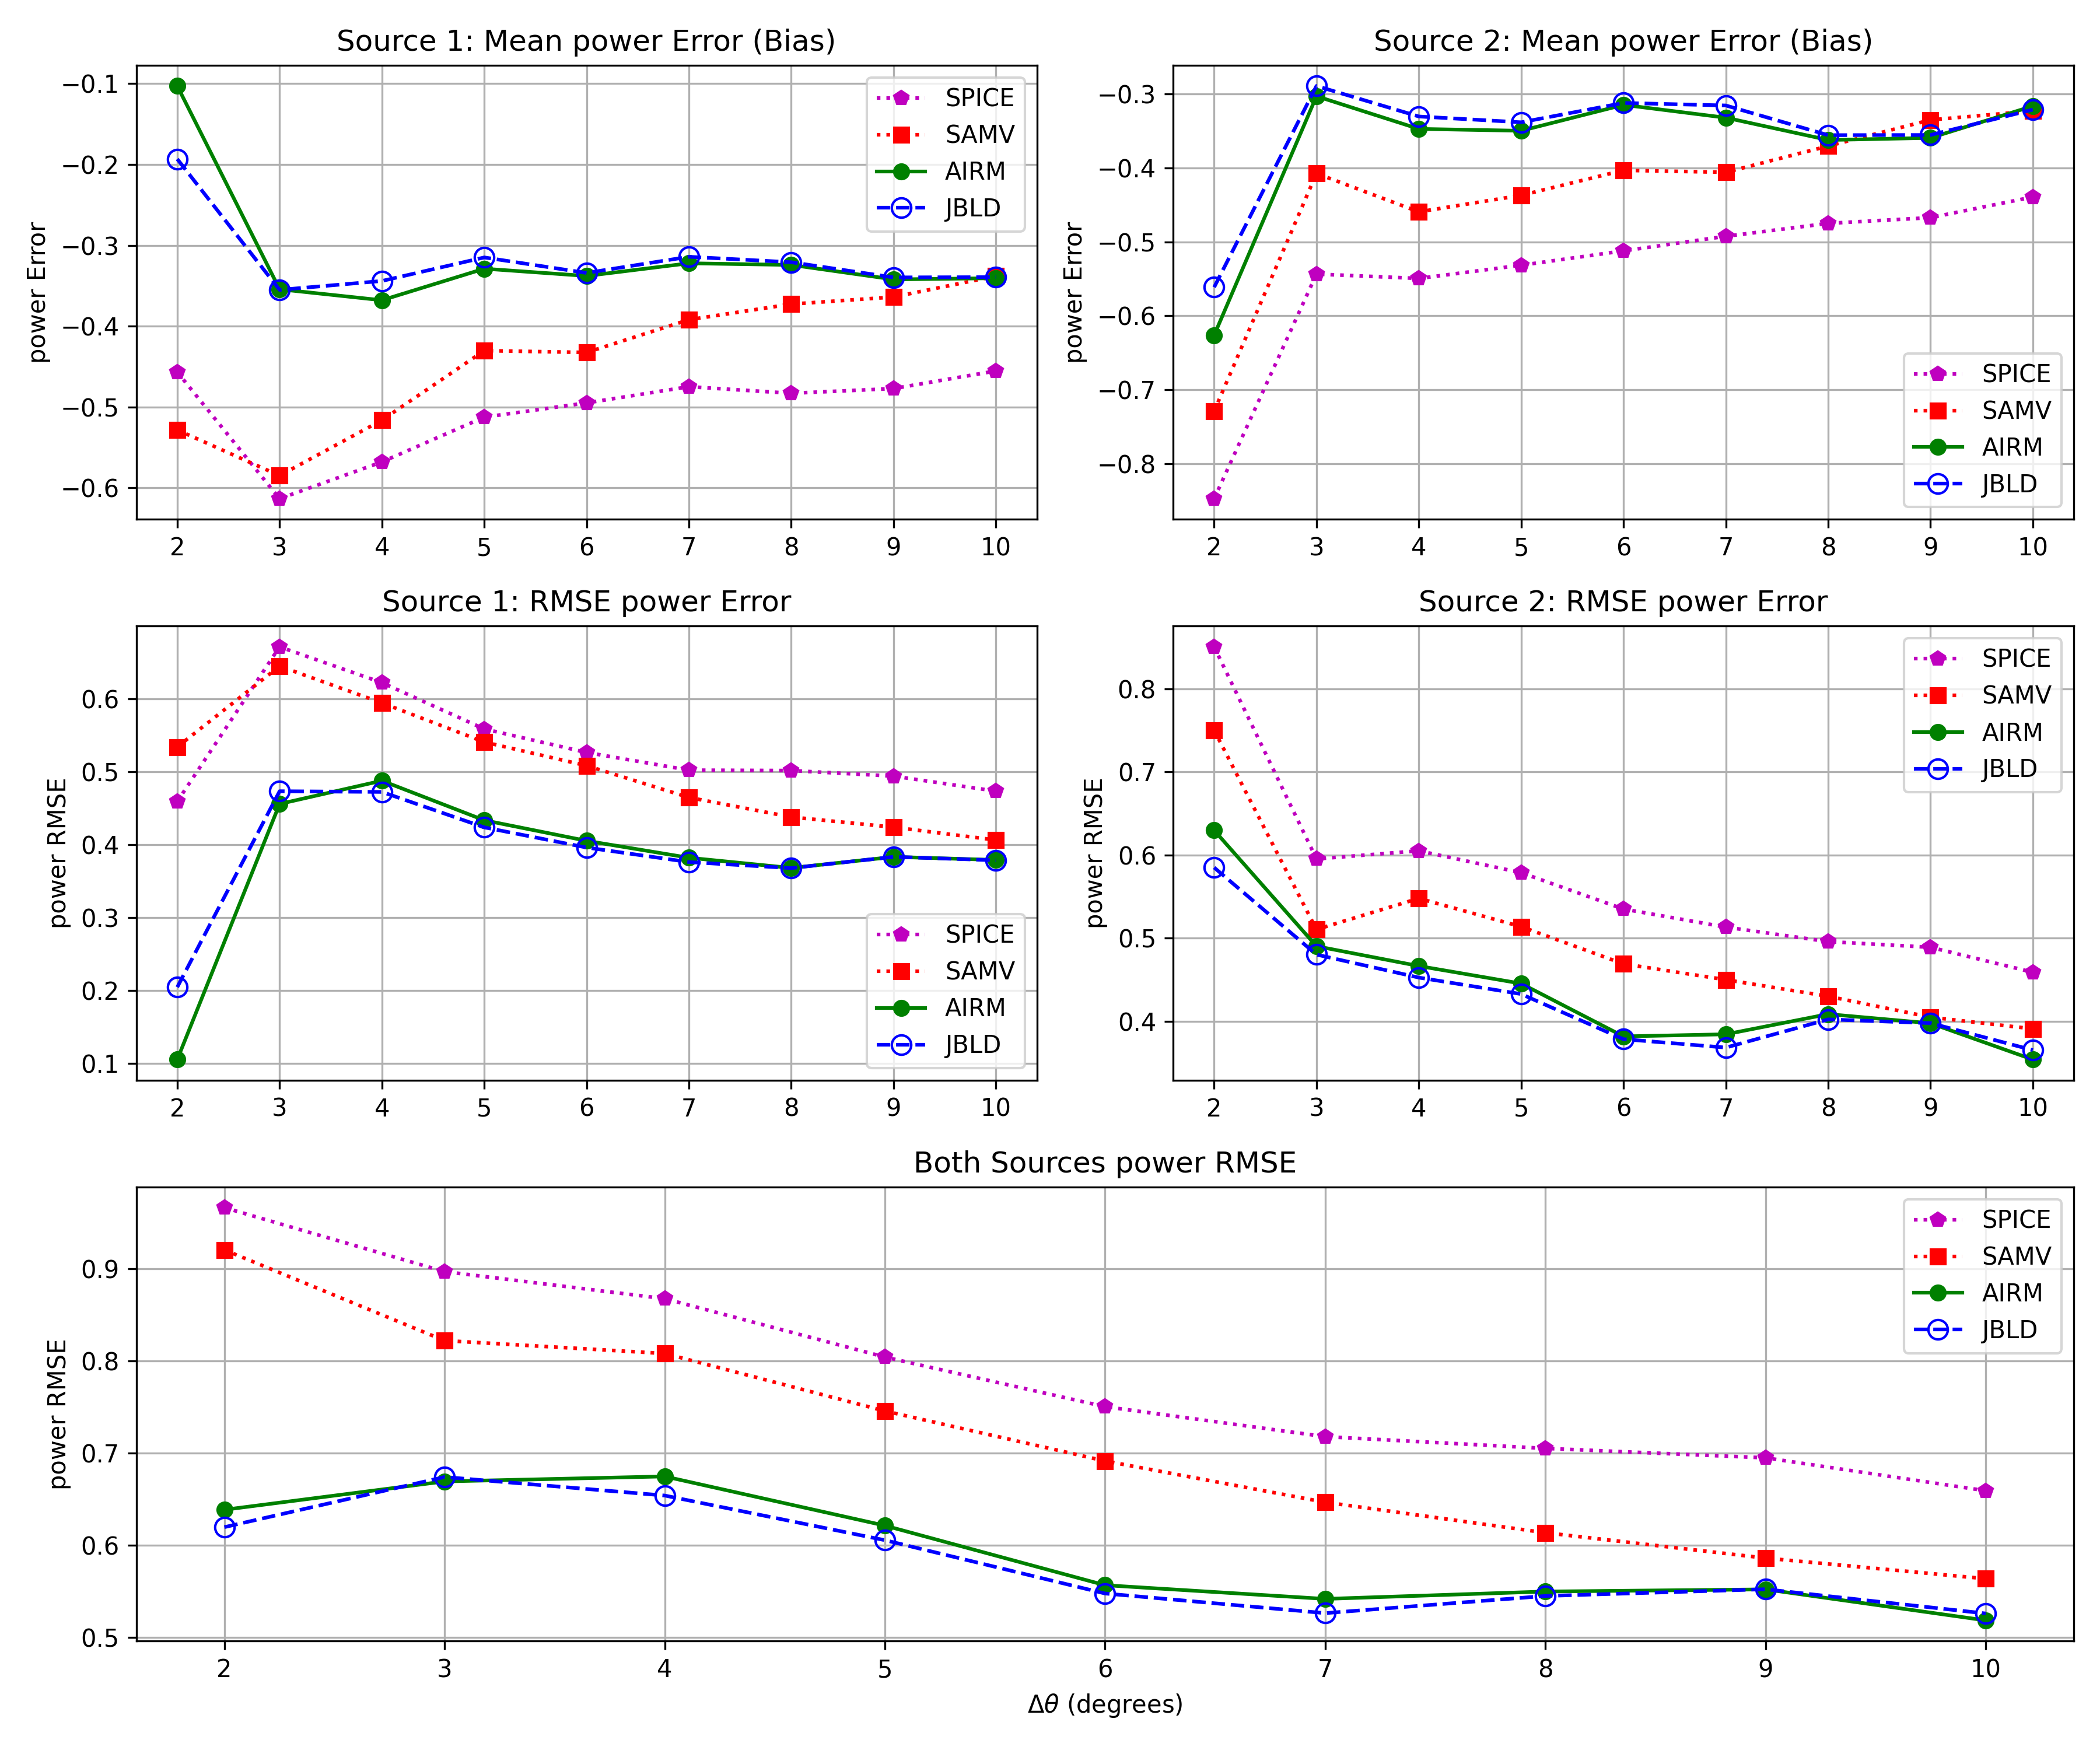 Source 1: Mean power Error (Bias)
power Error
−0.1
−0.2
−0.3
−0.4
−0.5
−0.6
2 3 4 5 6 7 8 9 10
SPICE
SAMV
AIRM
JBLD
Source 2: Mean power Error (Bias)
power Error
−0.3
−0.4
−0.5
−0.6
−0.7
−0.8
2 3 4 5 6 7 8 9 10
SPICE
SAMV
AIRM
JBLD
Source 1: RMSE power Error
power RMSE
0.6
0.5
0.4
0.3
0.2
0.1
2 3 4 5 6 7 8 9 10
SPICE
SAMV
AIRM
JBLD
Source 2: RMSE power Error
power RMSE
0.8
0.7
0.6
0.5
0.4
2 3 4 5 6 7 8 9 10
SPICE
SAMV
AIRM
JBLD
Both Sources power RMSE
power RMSE
0.9
0.8
0.7
0.6
0.5
2 3 4 5 6 7 8 9 10
SPICE
SAMV
AIRM
JBLD
Δθ (degrees)